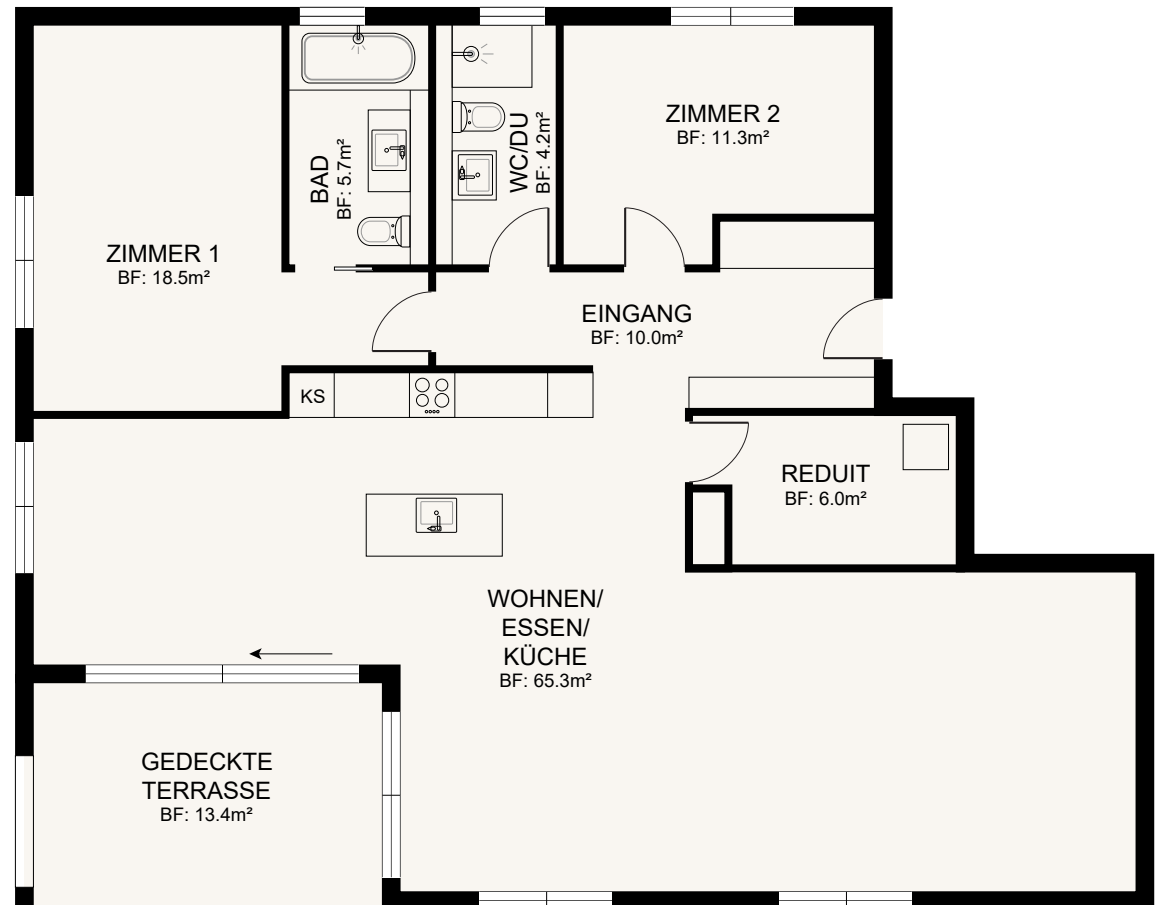 ZIMMER 1
BF: 18.5m²
BAD
BF: 5.7m²
WC/DU
BF: 4.2m²
ZIMMER 2
BF: 11.3m²
EINGANG
BF: 10.0m²
KS
REDUIT
BF: 6.0m²
WOHNEN/
ESSEN/
KÜCHE
BF: 65.3m²
GEDECKTE
TERRASSE
BF: 13.4m²